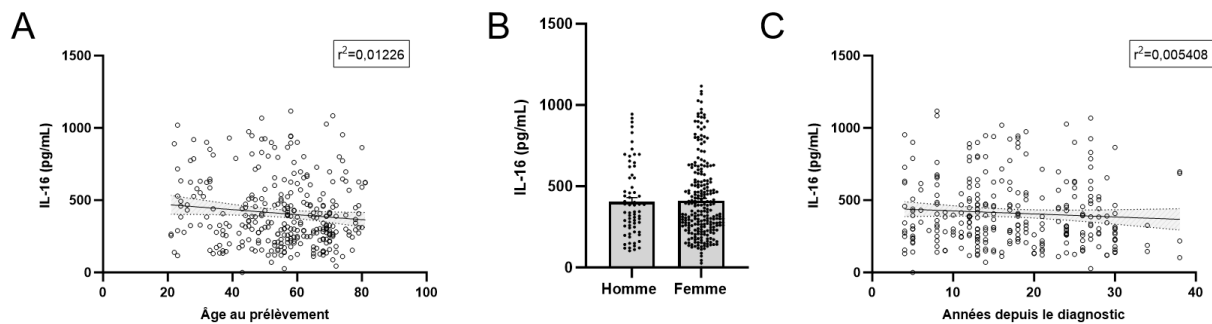 A
r²=0,01226
1500
1000
500
0
IL-16 (pg/mL)
0 20 40 60 80 100
Âge au prélèvement
B
1500
1000
500
0
IL-16 (pg/mL)
Homme Femme
C
r²=0,005408
1500
1000
500
0
IL-16 (pg/mL)
0 10 20 30 40
Années depuis le diagnostic